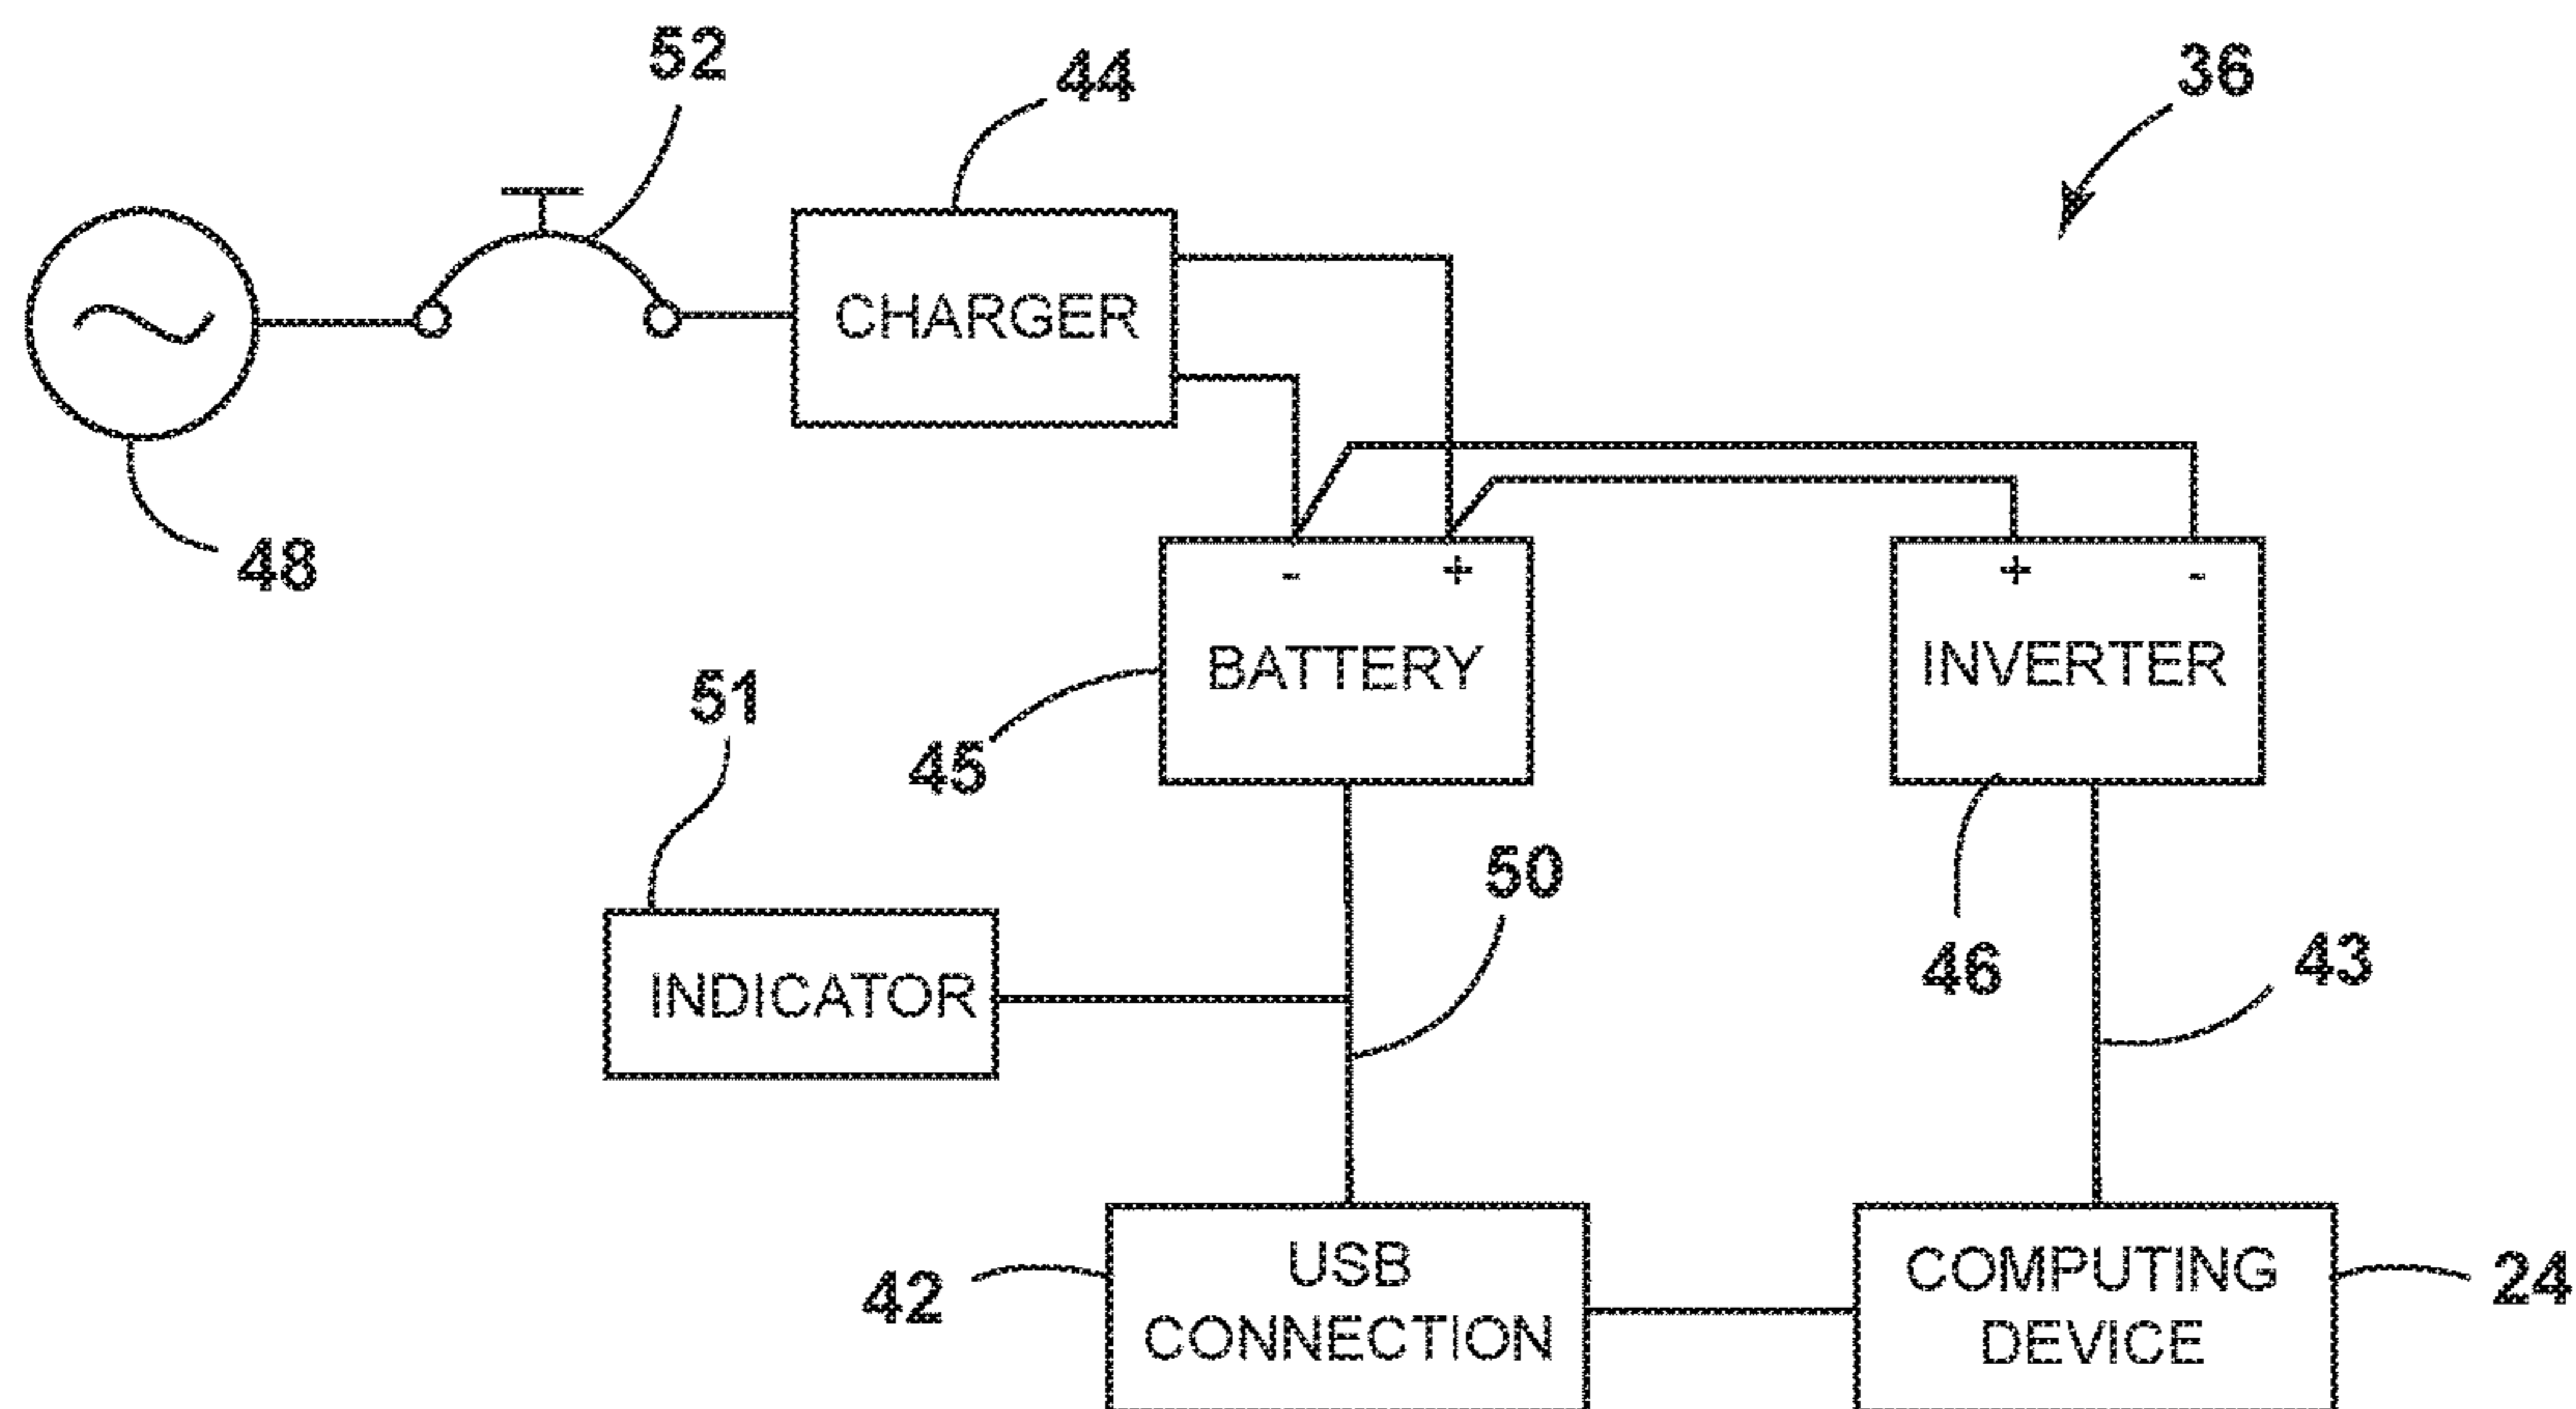 52
44
36
CHARGER
48
- +
+ -
BATTERY
INVERTER
51
45
50
46
43
INDICATOR
42
USB
CONNECTION
COMPUTING
DEVICE
24